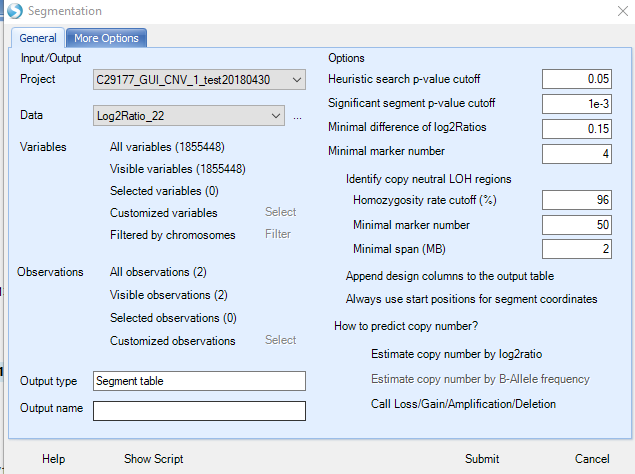 Segmentation
General
More Options
Input/Output
Project
C29177_GUI_CNV_1_test20180430
Data
Log2Ratio_22
...
Variables
All variables (1855448)
Visible variables (1855448)
Selected variables (0)
Customized variables
Select
Filtered by chromosomes
Filter
Observations
All observations (2)
Visible observations (2)
Selected observations (0)
Customized observations
Select
Output type
Segment table
Output name
Options
Heuristic search p-value cutoff
0.05
Significant segment p-value cutoff
1e-3
Minimal difference of log2Ratios
0.15
Minimal marker number
4
Identify copy neutral LOH regions
Homozygosity rate cutoff (%)
96
Minimal marker number
50
Minimal span (MB)
2
Append design columns to the output table
Always use start positions for segment coordinates
How to predict copy number?
Estimate copy number by log2ratio
Estimate copy number by B-Allele frequency
Call Loss/Gain/Amplification/Deletion
Help
Show Script
Submit
Cancel